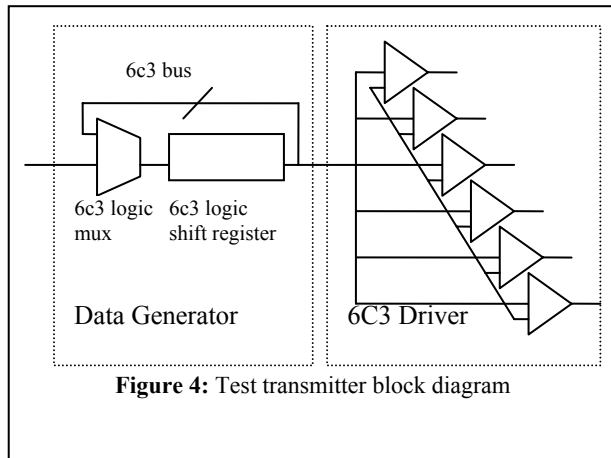 6c3 bus
6c3 logic
mux
6c3 logic
shift register
Data Generator
6C3 Driver
Figure 4: Test transmitter block diagram